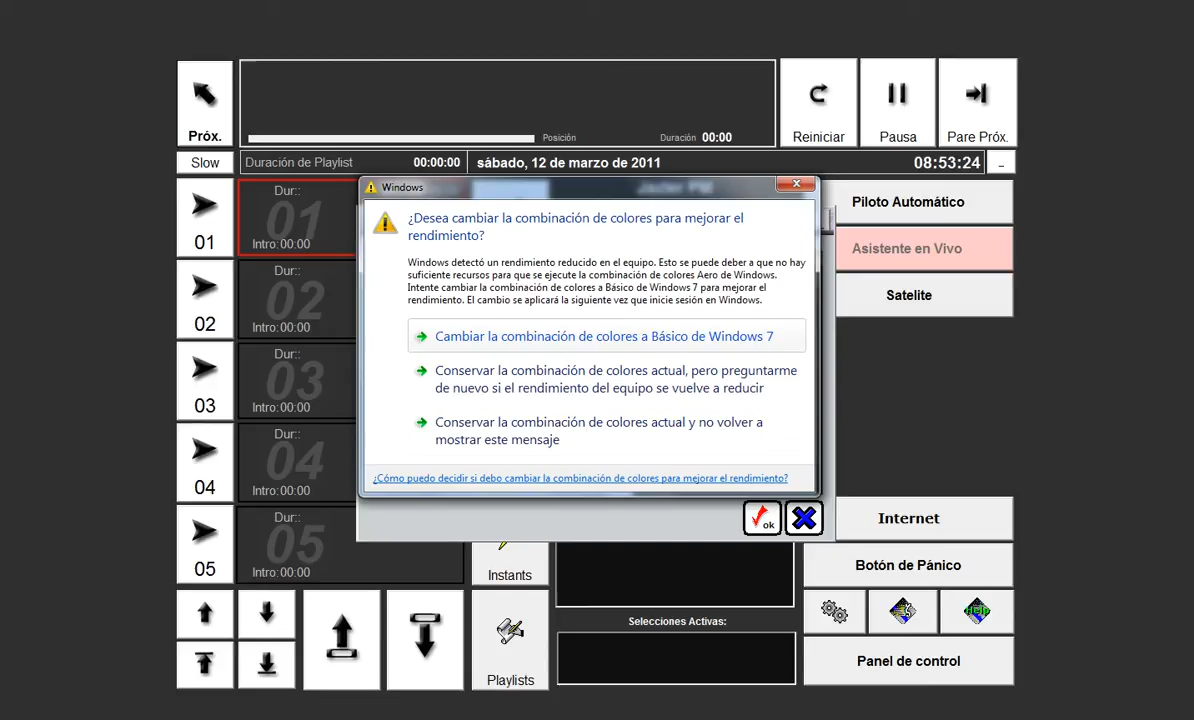 Próx.
Posición
Duración 00:00
Reiniciar
Pausa
Pare Próx.
Slow
Duración de Playlist 00:00:00
sábado, 12 de marzo de 2011
08:53:24
_
01
Dur::
01
Intro:00:00
02
Dur::
02
Intro:00:00
03
Dur::
03
Intro:00:00
04
Dur::
04
Intro:00:00
05
Dur::
05
Intro:00:00
Windows
¿Desea cambiar la combinación de colores para mejorar el
rendimiento?
Windows detectó un rendimiento reducido en el equipo. Esto se puede deber a que no hay
suficiente recursos para que se ejecute la combinación de colores Aero de Windows.
Intente cambiar la combinación de colores a Básico de Windows 7 para mejorar el
rendimiento. El cambio se aplicará la siguiente vez que inicie sesión en Windows.
Cambiar la combinación de colores a Básico de Windows 7
Conservar la combinación de colores actual, pero preguntarme
de nuevo si el rendimiento del equipo se vuelve a reducir
Conservar la combinación de colores actual y no volver a
mostrar este mensaje
¿Cómo puedo decidir si debo cambiar la combinación de colores para mejorar el rendimiento?
ok
Piloto Automático
Asistente en Vivo
Satelite
Internet
Botón de Pánico
Help
Panel de control
Instants
Playlists
Selecciones Activas: